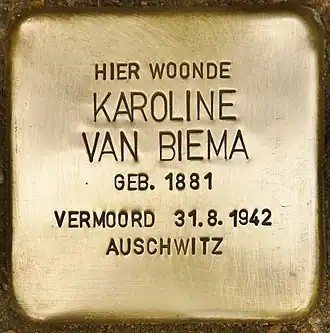 HIER WOONDE
KAROLINE
VAN BIEMA
GEB. 1881
VERMOORD 31.8.1942
AUSCHWITZ